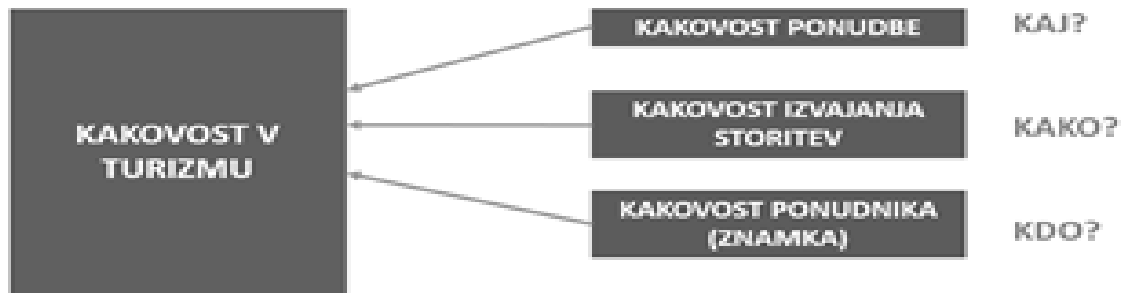 KAKOVOST V
TURIZMU
KAKOVOST PONUDBE
KAJ?
KAKOVOST IZVAJANJA
STORITEV
KAKO?
KAKOVOST PONUDNIKA
(ZNAMKA)
KDO?